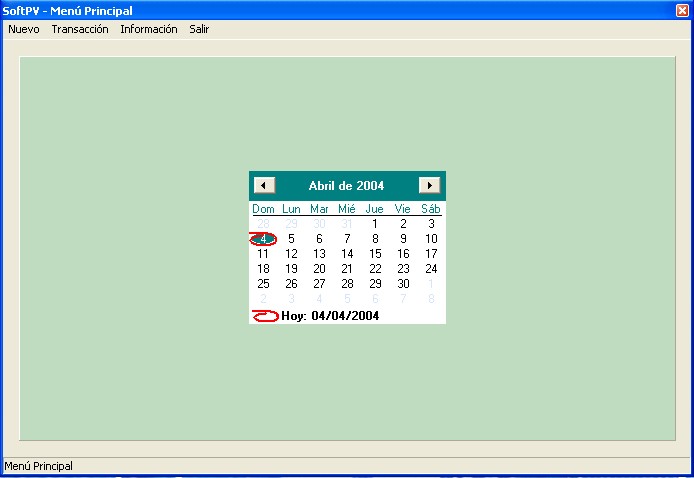 SoftPV - Menú Principal
Nuevo Transacción Información Salir
Abril de 2004
Dom Lun Mar Mié Jue Vie Sáb
28 29 30 31 1 2 3
4 5 6 7 8 9 10
11 12 13 14 15 16 17
18 19 20 21 22 23 24
25 26 27 28 29 30 1
2 3 4 5 6 7 8
Hoy: 04/04/2004
Menú Principal